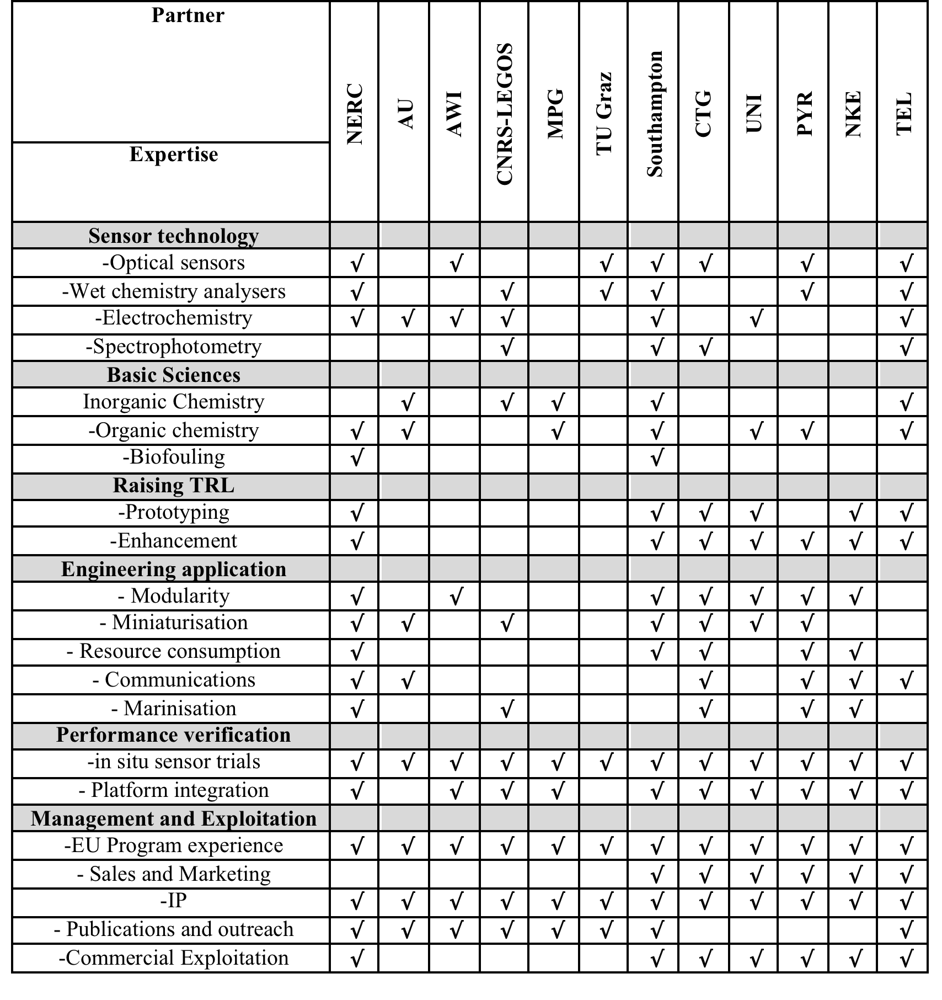 Partner
Expertise
NERC
AU
AWI
CNRS-LEGOS
MPG
TU Graz
Southampton
CTG
UNI
PYR
NKE
TEL
Sensor technology
-Optical sensors √ √ √ √ √ √ √
-Wet chemistry analysers √ √ √ √ √ √
-Electrochemistry √ √ √ √ √ √ √
-Spectrophotometry √ √ √ √
Basic Sciences
Inorganic Chemistry √ √ √ √ √
-Organic chemistry √ √ √ √ √ √ √
-Biofouling √ √
Raising TRL
-Prototyping √ √ √ √ √ √
-Enhancement √ √ √ √ √ √ √
Engineering application
- Modularity √ √ √ √ √ √ √
- Miniaturisation √ √ √ √ √ √ √
- Resource consumption √ √ √ √ √
- Communications √ √ √ √ √ √
- Marinisation √ √ √ √ √
Performance verification
-in situ sensor trials √ √ √ √ √ √ √ √ √ √ √ √
- Platform integration √ √ √ √ √ √ √ √ √ √
Management and Exploitation
-EU Program experience √ √ √ √ √ √ √ √ √ √ √ √
- Sales and Marketing √ √ √ √ √ √
-IP √ √ √ √ √ √ √ √ √ √ √ √
- Publications and outreach √ √ √ √ √ √ √ √
-Commercial Exploitation √ √ √ √ √ √ √